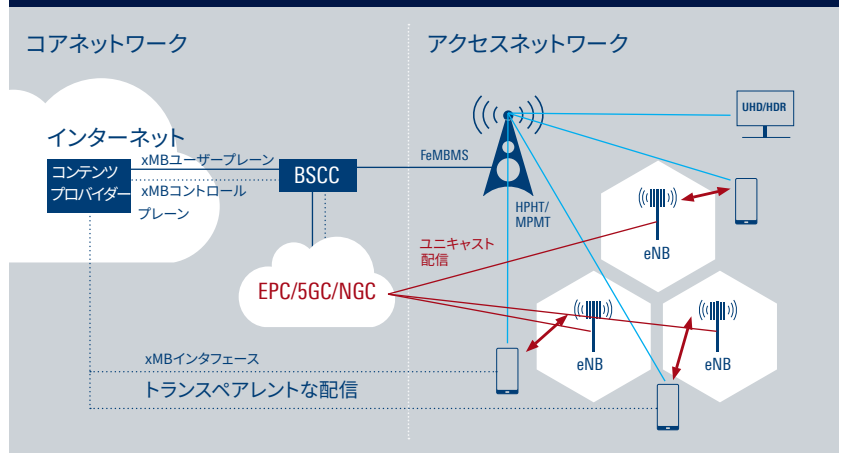 コアネットワーク
アクセスネットワーク
インターネット
コンテンツ
プロバイダー
xMBユーザープレーン
xMBコントロール
プレーン
BSCC
FeMBMS
HPHT/
MPMT
UHD/HDR
ユニキャスト
配信
EPC/5GC/NGC
eNB
eNB
eNB
xMBインタフェース
トランスペアレントな配信